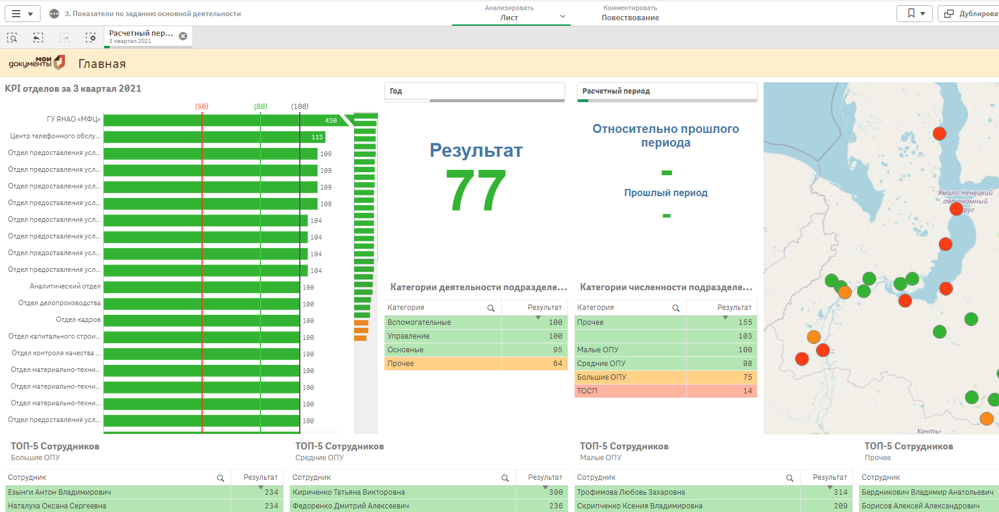 3. Показатели по заданию основной деятельности
Анализировать
Лист
Комментировать
Повествование
Дублирова
Расчетный пер...
3 квартал 2021
МОИ
документы
Главная
KPI отделов за 3 квартал 2021
(50) (80) (100)
ГУ ЯНАО «МФЦ» 430
Центр телефонного обслу... 113
Отдел предоставления усл... 109
Отдел предоставления усл... 109
Отдел предоставления усл... 109
Отдел предоставления усл... 109
Отдел предоставления усл... 104
Отдел предоставления усл... 104
Отдел предоставления усл... 104
Отдел предоставления усл... 104
Аналитический отдел 100
Отдел делопроизводства 100
Отдел кадров 100
Отдел капитального строи... 100
Отдел контроля качества ... 100
Отдел материально-техни... 100
Отдел материально-техни... 100
Отдел материально-техни... 100
Отдел предоставления усл... 100
Год
Результат
77
Расчетный период
Относительно прошлого
периода
-
Прошлый период
-
Категории деятельности подразделе...
Категория Результат
Вспомогательные 100
Управление 100
Основные 95
Прочее 64
Категории численности подразделе...
Категория Результат
Прочее 155
103
Малые ОПУ 100
Средние ОПУ 98
Большие ОПУ 75
ТОСП 14
Ямало-Ненецкий
автономный
руг
Ханты-
ТОП-5 Сотрудников
Большие ОПУ
Сотрудник Результат
Езынги Антон Владимирович 234
Наталуха Оксана Сергеевна 234
ТОП-5 Сотрудников
Средние ОПУ
Сотрудник Результат
Кириченко Татьяна Викторовна 390
Федоренко Дмитрий Алексеевич 236
ТОП-5 Сотрудников
Малые ОПУ
Сотрудник Результат
Трофимова Любовь Захаровна 314
Скрипченко Ксения Владимировна 209
ТОП-5 Сотрудников
Прочее
Сотрудник
Бердникович Владимир Анатольевич
Борисов Алексей Александрович